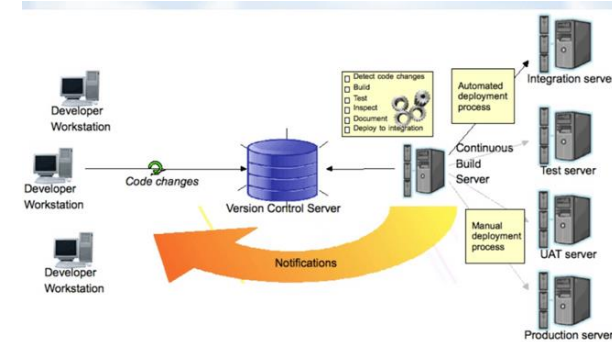 Developer
Workstation
Developer
Workstation
Developer
Workstation
Code changes
Version Control Server
Notifications
Detect code changes
Build
Test
Inspect
Document
Deploy to integration
Continuous
Build
Server
Automated
deployment
process
Manual
deployment
process
Integration server
Test server
UAT server
Production server